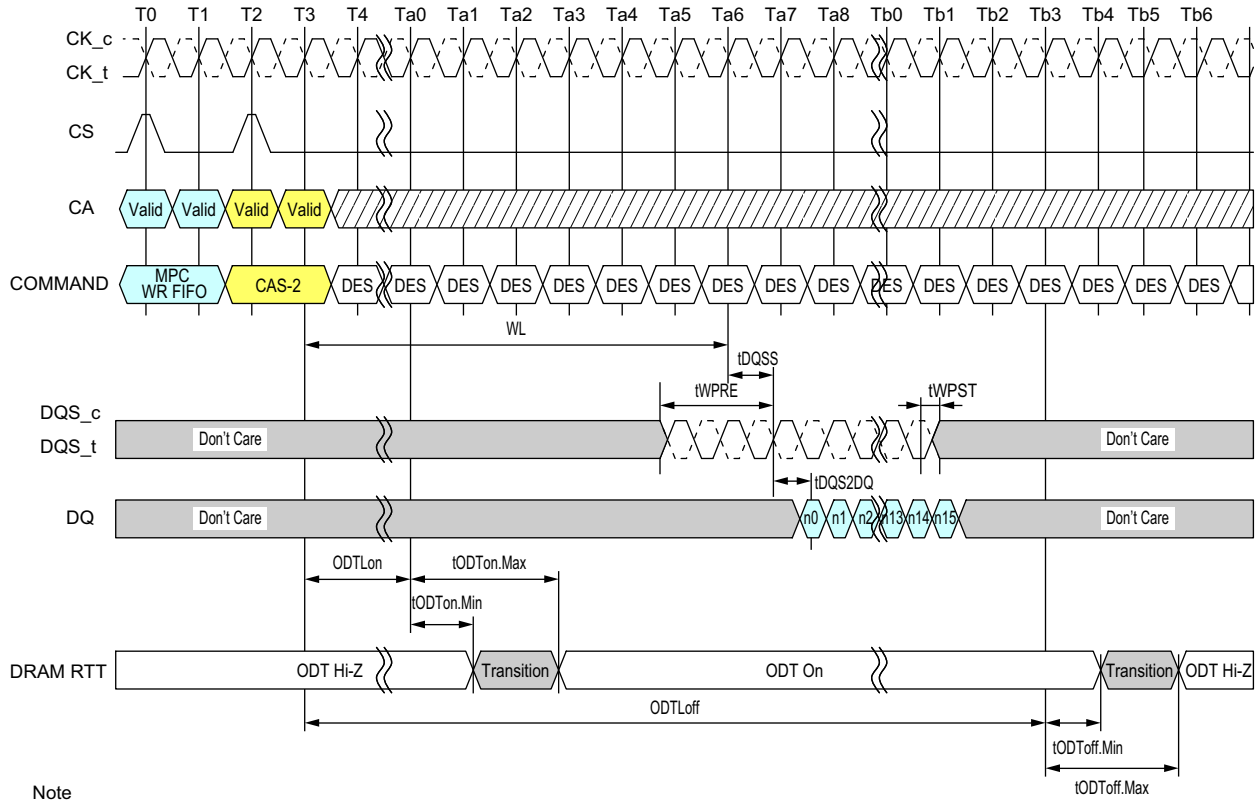 T0 T1 T2 T3 T4 Ta0 Ta1 Ta2 Ta3 Ta4 Ta5 Ta6 Ta7 Ta8 Tb0 Tb1 Tb2 Tb3 Tb4 Tb5 Tb6
CK_c
CK_t
CS
CA Valid Valid Valid Valid
MPC
COMMAND WR FIFO CAS-2 DES DES DES DES DES DES DES DES DES DES DES DES DES DES DES DES DES
WL
tDQSS
tWPRE tWPST
DQS_c
DQS_t Don't Care Don't Care
tDQS2DQ
DQ Don't Care n0 n1 n2 n13 n14 n15 Don't Care
ODTLon tODTon.Max
tODTon.Min
DRAM RTT ODT Hi-Z Transition ODT On Transition ODT Hi-Z
ODTLoff
tODToff.Min
tODToff.Max
Note